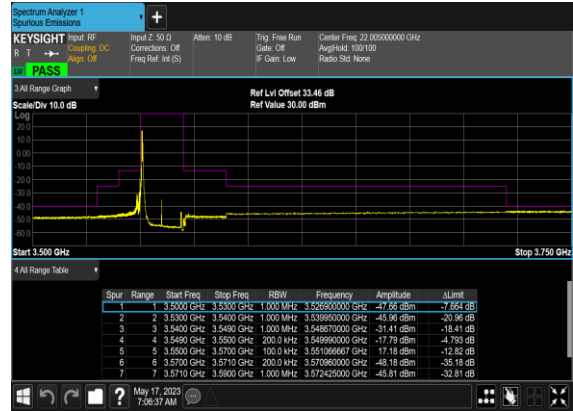 Spectrum Analyzer 1
Spurious Emissions
KEYSIGHT Input: RF Input Z: 50 Ω Atten: 10 dB Trig: Free Run Center Freq: 22.005000000 GHz
R T Coupling: DC Corrections: Off Gate: Off Avg|Hold: 100/100
Align: Off Freq Ref: Int (S) IF Gain: Low Radio Std: None
PASS
3 All Range Graph
Ref Lvl Offset 33.46 dB
Scale/Div 10.0 dB Ref Value 30.00 dBm
Log
20.0
10.0
0.00
-10.0
-20.0
-30.0
-40.0
-50.0
-60.0
Start 3.500 GHz Stop 3.750 GHz
4 All Range Table
Spur Range Start Freq Stop Freq RBW Frequency Amplitude ΔLimit
1 1 3.5000 GHz 3.5300 GHz 1.000 MHz 3.526900000 GHz -47.66 dBm -7.664 dB
2 2 3.5300 GHz 3.5400 GHz 1.000 MHz 3.539950000 GHz -45.96 dBm -20.96 dB
3 3 3.5400 GHz 3.5490 GHz 1.000 MHz 3.548670000 GHz -31.41 dBm -18.41 dB
4 4 3.5490 GHz 3.5500 GHz 200.0 kHz 3.549990000 GHz -17.79 dBm -4.793 dB
5 5 3.5500 GHz 3.5700 GHz 100.0 kHz 3.551066667 GHz 17.18 dBm -12.82 dB
6 6 3.5700 GHz 3.5710 GHz 200.0 kHz 3.570960000 GHz -48.18 dBm -35.18 dB
7 7 3.5710 GHz 3.5900 GHz 1.000 MHz 3.572425000 GHz -45.81 dBm -32.81 dB
May 17, 2023
7:06:37 AM